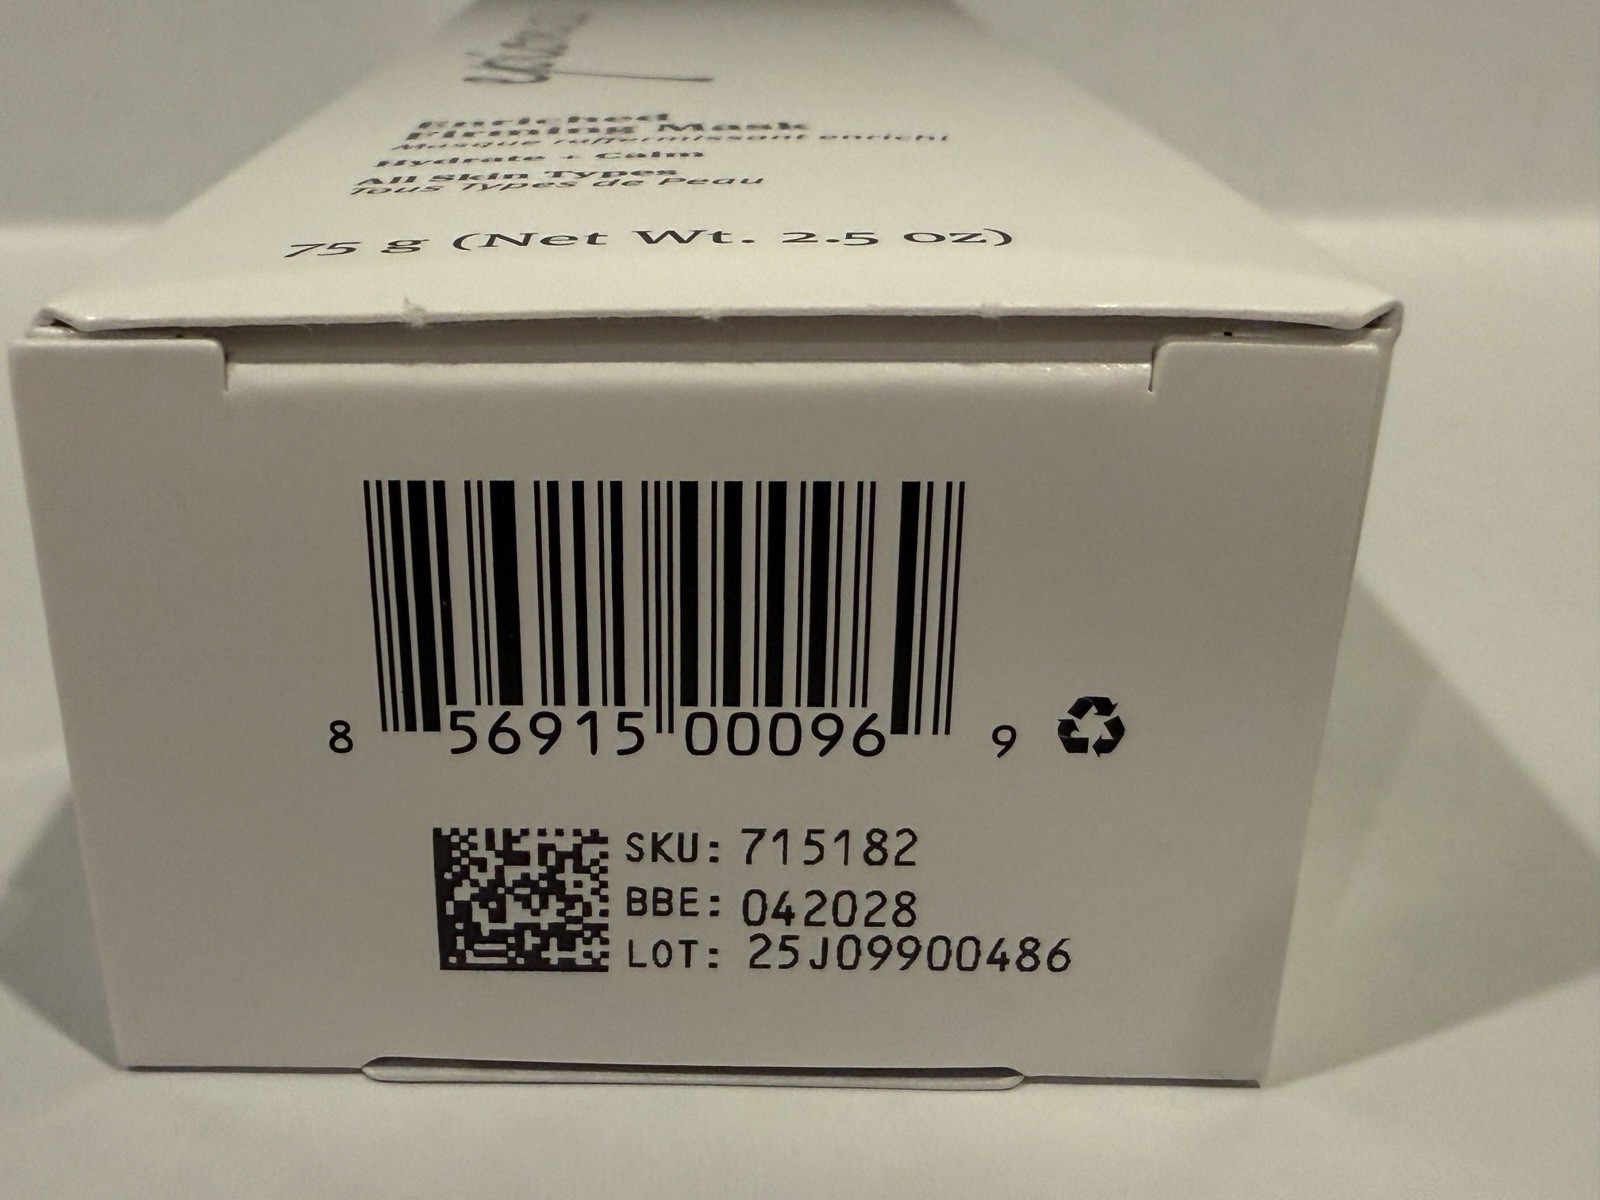 Enriched
Firming Mask
Masque raffermissant enrichi
Hydrate + Calm
All Skin Types
Tous Types de Peau
75 g (Net Wt. 2.5 oz)
8 56915 00096 9
SKU: 715182
BBE: 042028
LOT: 25J09900486